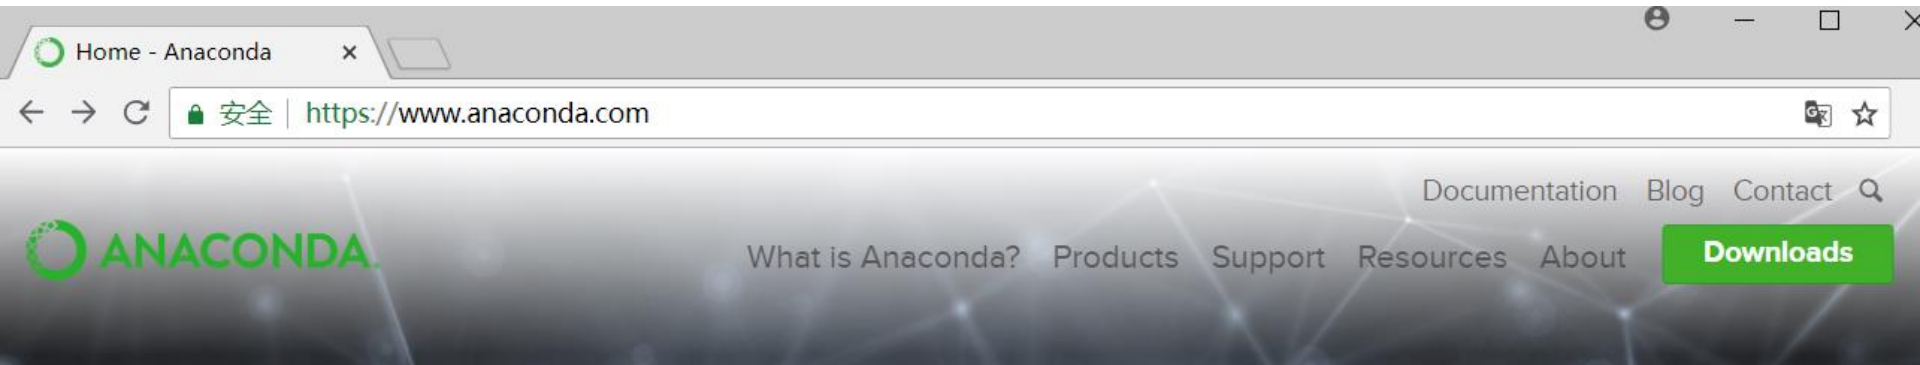 Home - Anaconda
安全 | https://www.anaconda.com
Documentation Blog Contact
ANACONDA.
What is Anaconda? Products Support Resources About Downloads